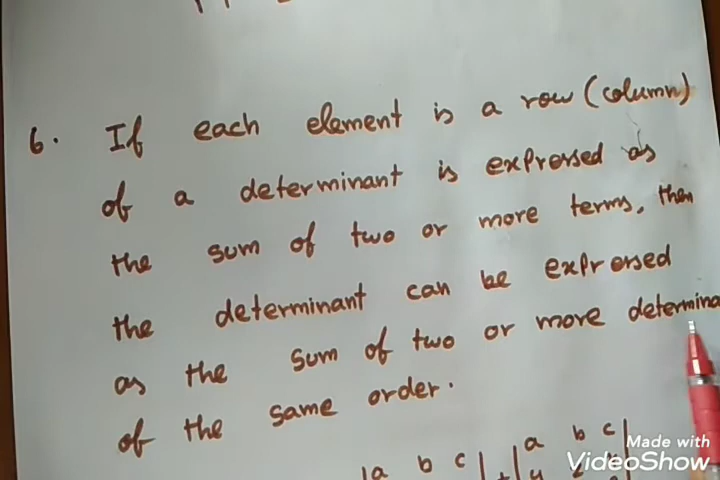 6. If each element is a row (column)
of a determinant is expressed as
the sum of two or more terms, then
the determinant can be expressed
as the sum of two or more determina
of the same order.
|a b c| + |a b c|
Made with
VideoShow